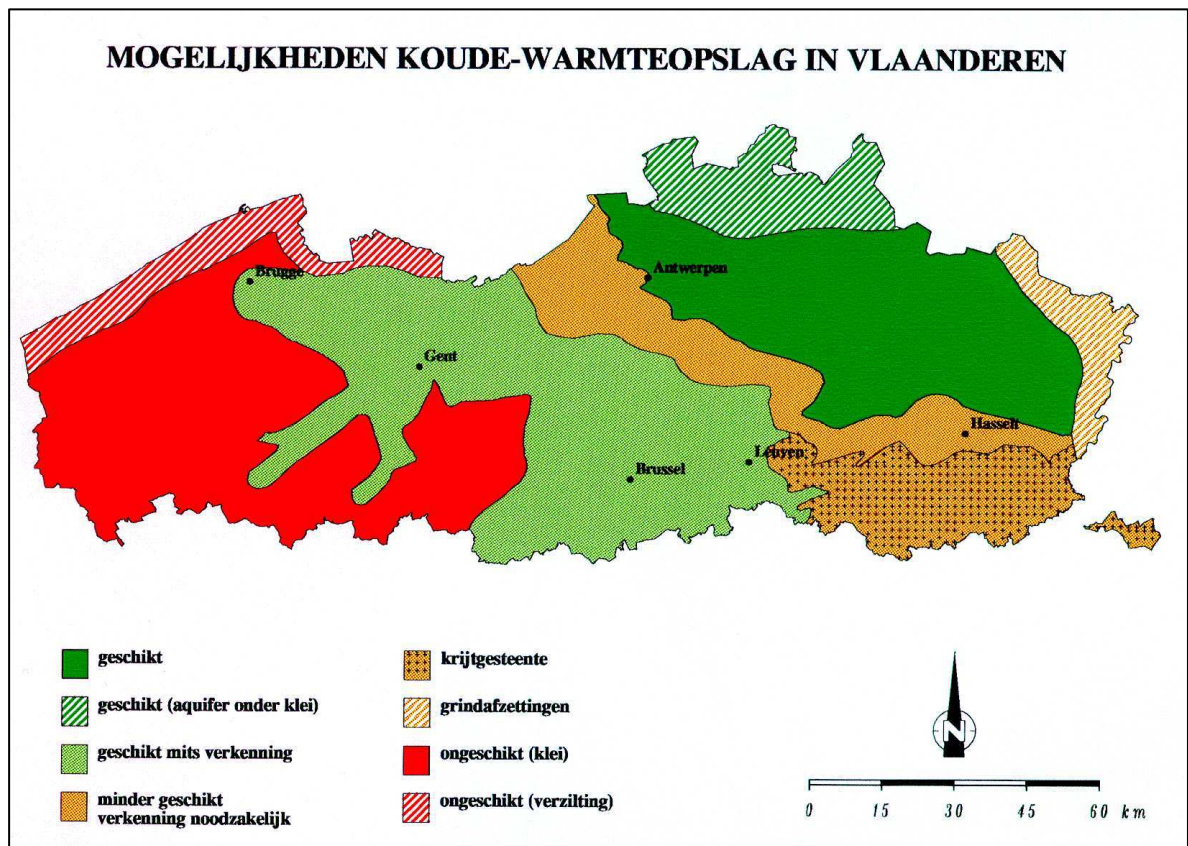 MOGELIJKHEDEN KOUDE-WARMTEOPSLAG IN VLAANDEREN
Brugge
Antwerpen
Gent
Hasselt
Leuven
Brussel
geschikt
geschikt (aquifer onder klei)
geschikt mits verkenning
minder geschikt
verkenning noodzakelijk
krijtgesteente
grindafzettingen
ongeschikt (klei)
ongeschikt (verzilting)
N
0 15 30 45 60 km